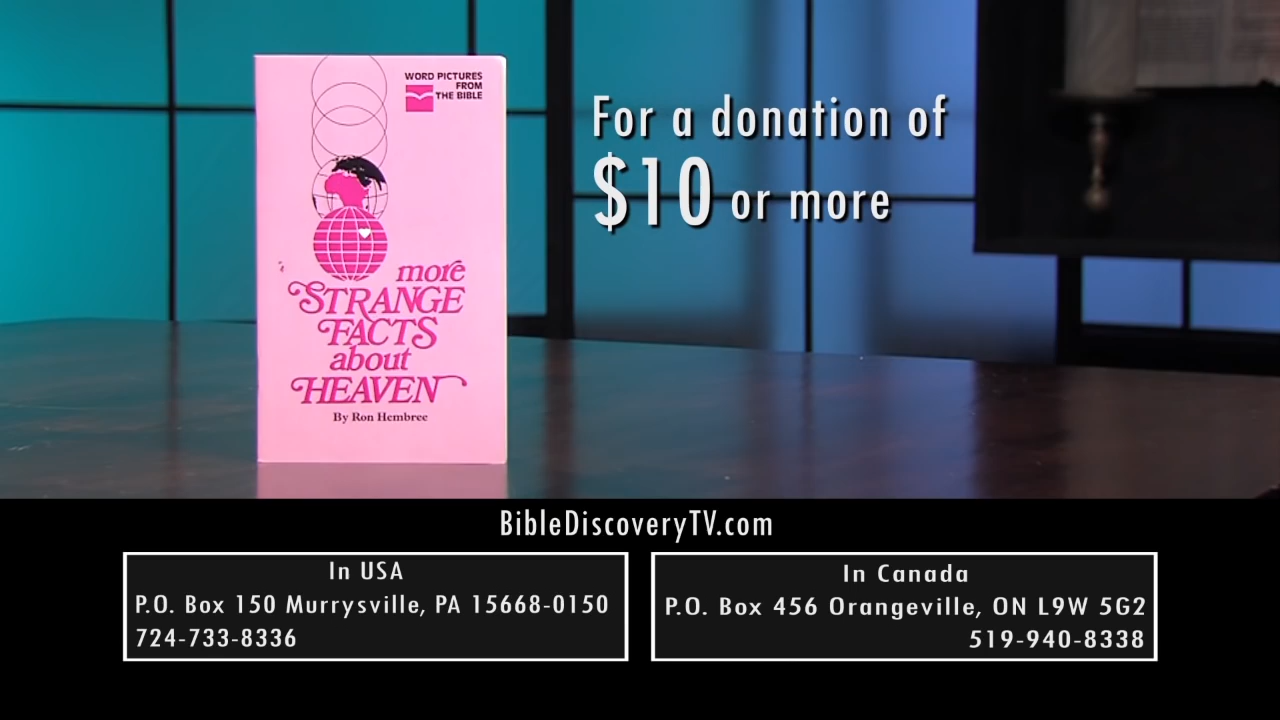 WORD PICTURES
FROM
THE BIBLE
more
STRANGE
FACTS
about
HEAVEN
By Ron Hembree
For a donation of
$10 or more
BibleDiscoveryTV.com
In USA
P.O. Box 150 Murrysville, PA 15668-0150
724-733-8336
In Canada
P.O. Box 456 Orangeville, ON L9W 5G2
519-940-8338